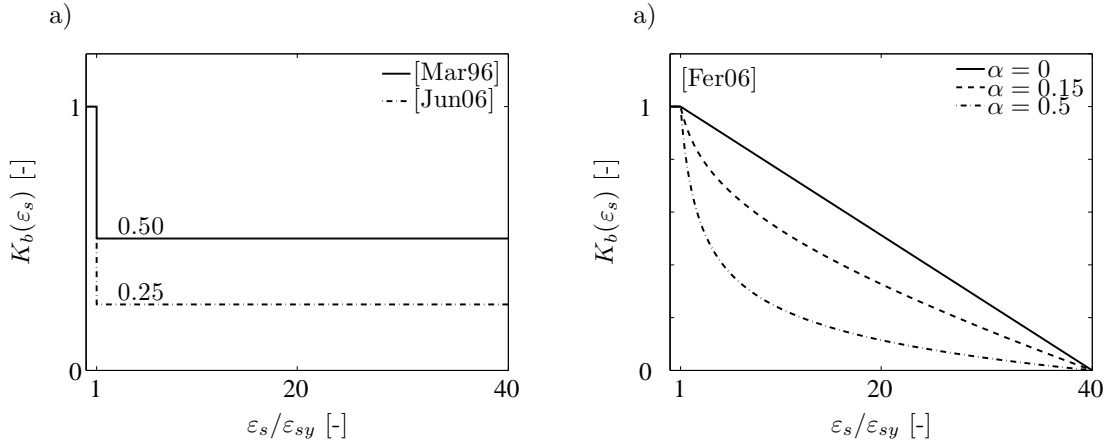 a)
[Mar96]
[Jun06]
1
0.50
0.25
0
K_b(ε_s) [-]
1 20 40
ε_s/ε_sy [-]
a)
[Fer06]
α = 0
α = 0.15
α = 0.5
1
0
K_b(ε_s) [-]
1 20 40
ε_s/ε_sy [-]